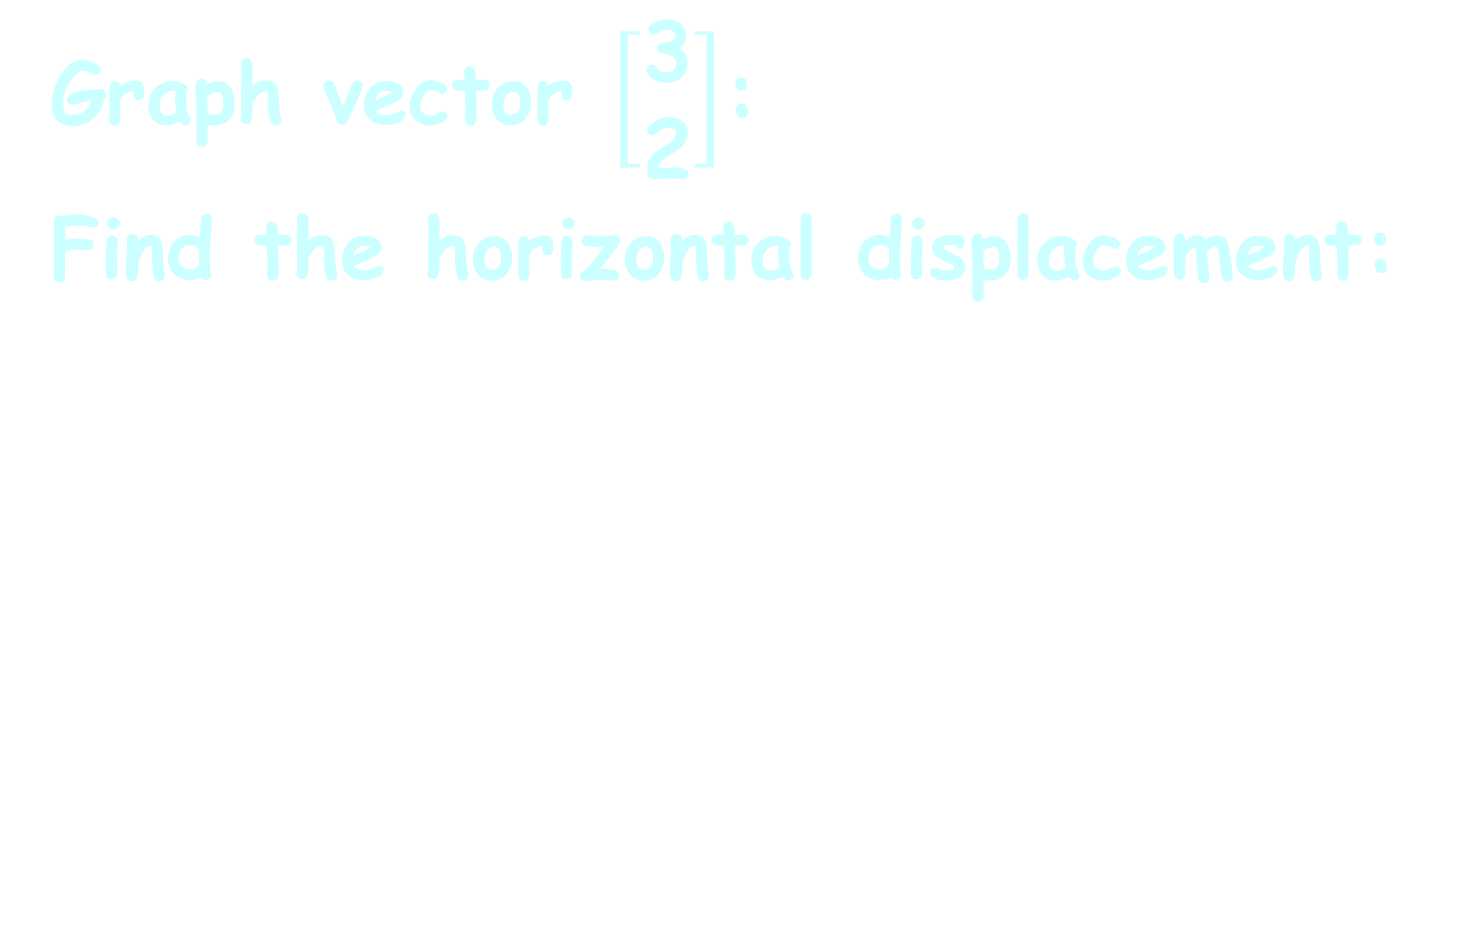 Graph vector [3 2]:
Find the horizontal displacement: